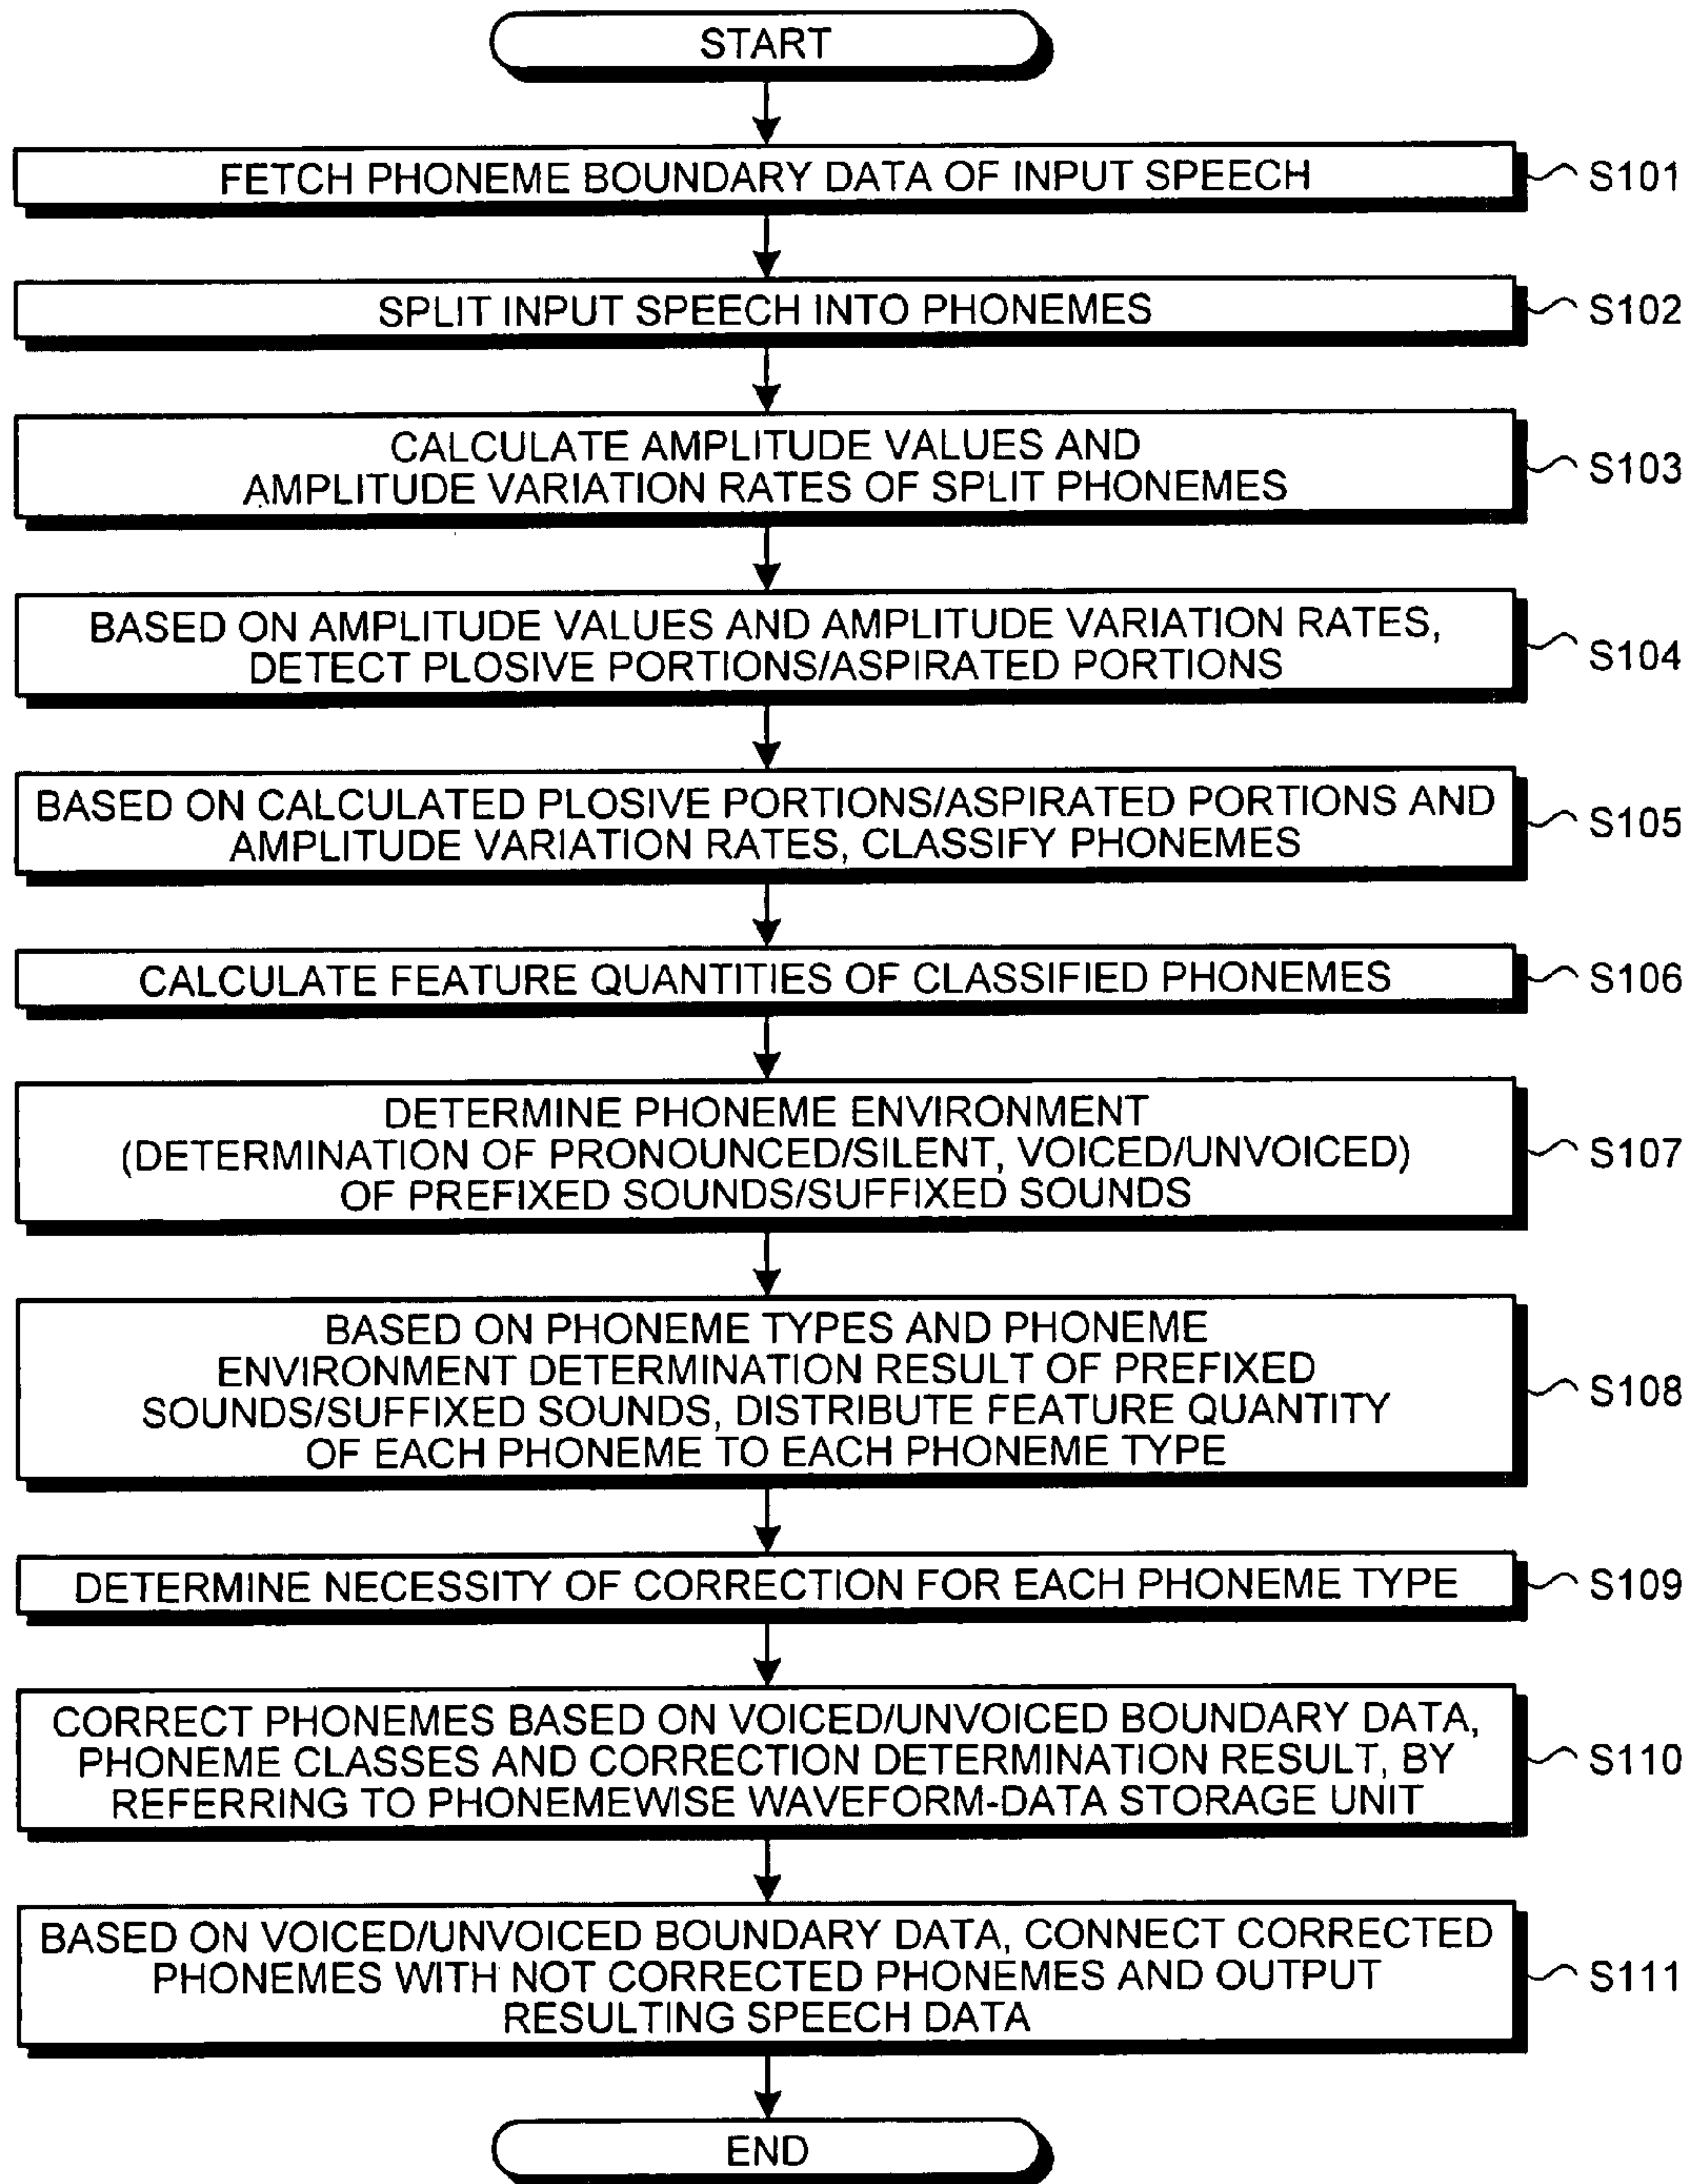 START
FETCH PHONEME BOUNDARY DATA OF INPUT SPEECH
S101
SPLIT INPUT SPEECH INTO PHONEMES
S102
CALCULATE AMPLITUDE VALUES AND
AMPLITUDE VARIATION RATES OF SPLIT PHONEMES
S103
BASED ON AMPLITUDE VALUES AND AMPLITUDE VARIATION RATES,
DETECT PLOSIVE PORTIONS/ASPIRATED PORTIONS
S104
BASED ON CALCULATED PLOSIVE PORTIONS/ASPIRATED PORTIONS AND
AMPLITUDE VARIATION RATES, CLASSIFY PHONEMES
S105
CALCULATE FEATURE QUANTITIES OF CLASSIFIED PHONEMES
S106
DETERMINE PHONEME ENVIRONMENT
(DETERMINATION OF PRONOUNCED/SILENT, VOICED/UNVOICED)
OF PREFIXED SOUNDS/SUFFIXED SOUNDS
S107
BASED ON PHONEME TYPES AND PHONEME
ENVIRONMENT DETERMINATION RESULT OF PREFIXED
SOUNDS/SUFFIXED SOUNDS, DISTRIBUTE FEATURE QUANTITY
OF EACH PHONEME TO EACH PHONEME TYPE
S108
DETERMINE NECESSITY OF CORRECTION FOR EACH PHONEME TYPE
S109
CORRECT PHONEMES BASED ON VOICED/UNVOICED BOUNDARY DATA,
PHONEME CLASSES AND CORRECTION DETERMINATION RESULT, BY
REFERRING TO PHONEMEWISE WAVEFORM-DATA STORAGE UNIT
S110
BASED ON VOICED/UNVOICED BOUNDARY DATA, CONNECT CORRECTED
PHONEMES WITH NOT CORRECTED PHONEMES AND OUTPUT
RESULTING SPEECH DATA
S111
END